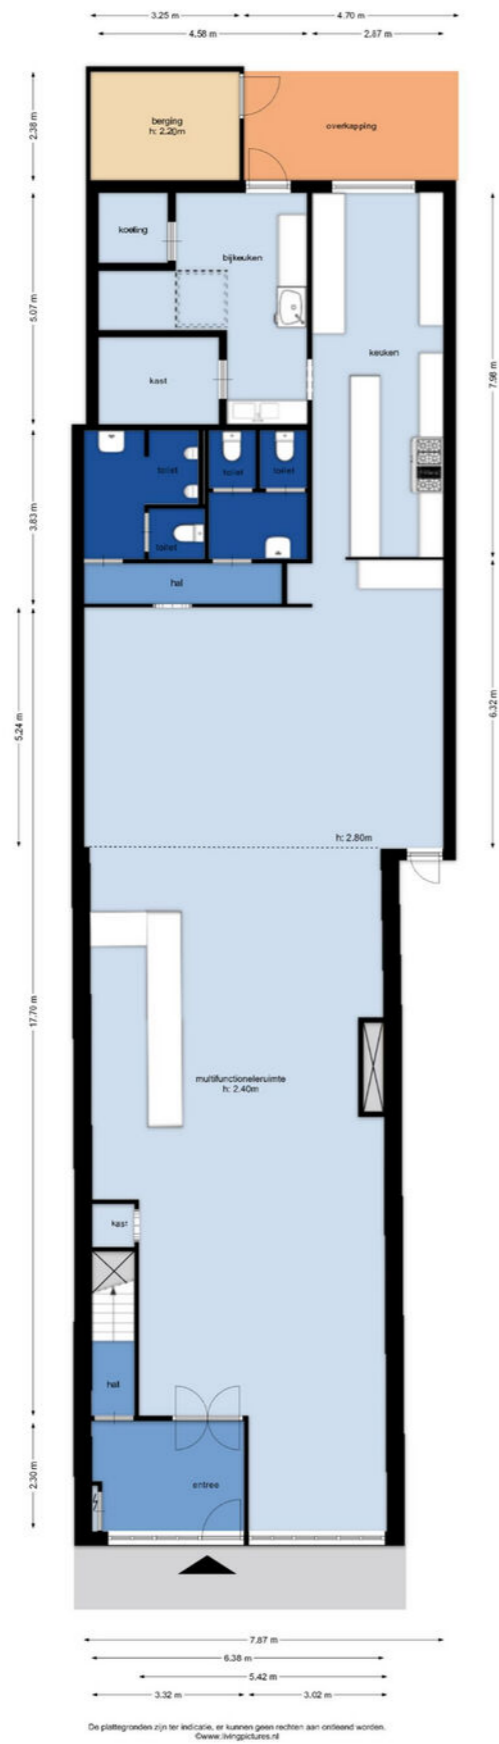 3.25 m 4.70 m
4.58 m 2.87 m
2.38 m
berging
h: 2.20m
overkapping
koeling
bijkeuken
5.07 m
keuken
7.98 m
kast
toilet toilet toilet
3.83 m
toilet
hal
5.24 m
6.32 m
h: 2.80m
17.70 m
multifunctioneleruimte
h: 2.40m
kast
hal
2.30 m
entree
7.87 m
6.38 m
5.42 m
3.32 m 3.02 m
De plattegronden zijn ter indicatie, er kunnen geen rechten aan ontleend worden.
©www.livingpictures.nl